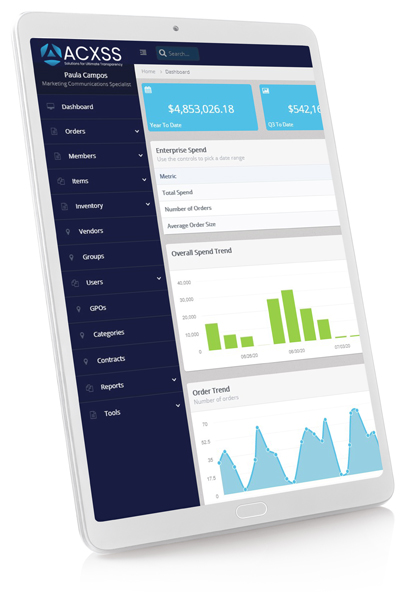 ACXSS
Solutions for Ultimate Transparency
Search...
Paula Campos
Marketing Communications Specialist
Home > Dashboard
Dashboard
Orders
Members
Items
Inventory
Vendors
Groups
Users
GPOs
Categories
Contracts
Reports
Tools
$4,853,026.18
Year To Date
$542,16
Q3 To Date
Enterprise Spend
Use the controls to pick a date range
Metric
Total Spend
Number of Orders
Average Order Size
Overall Spend Trend
40,000
30,000
20,000
10,000
0
06/00/20
07/03/20
Order Trend
Number of orders
70
52.5
35
17.5
0